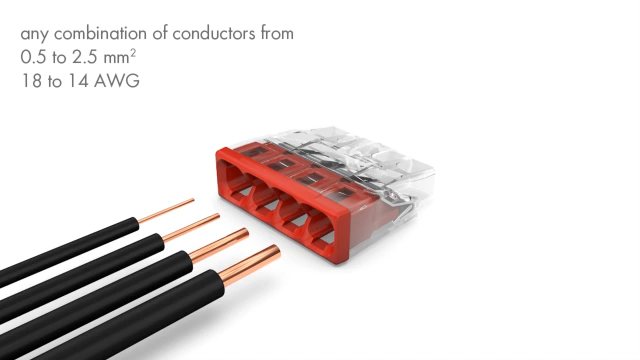 any combination of conductors from
0.5 to 2.5 mm²
18 to 14 AWG